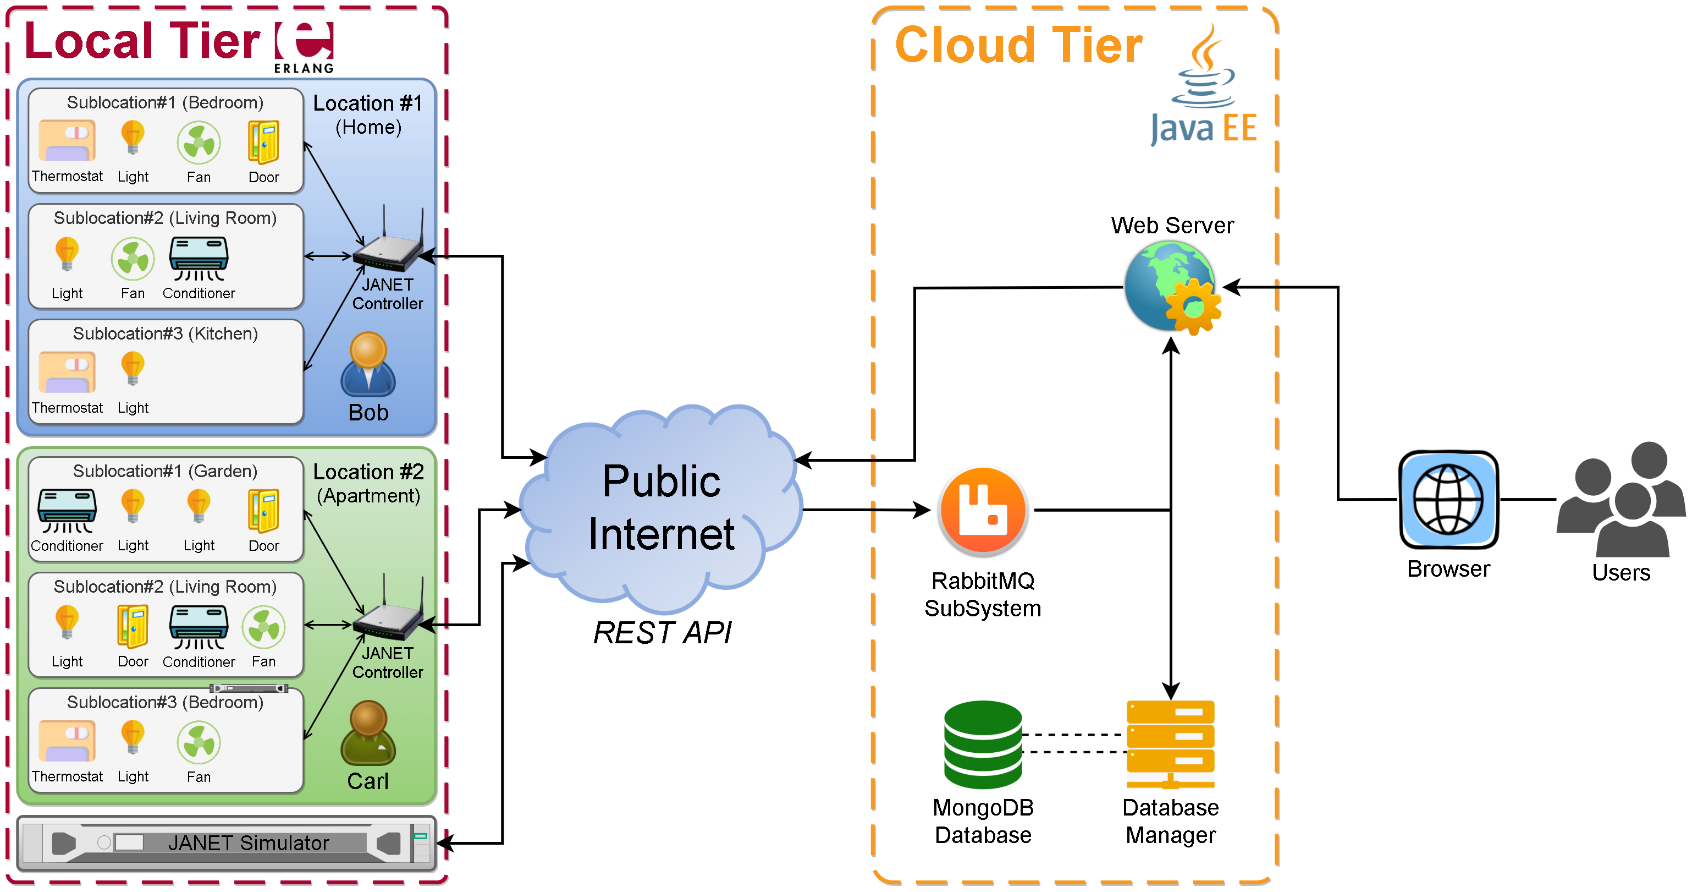 Local Tier
ERLANG
Sublocation#1 (Bedroom)
Thermostat
Light
Fan
Door
Location #1
(Home)
Sublocation#2 (Living Room)
Light
Fan
Conditioner
JANET
Controller
Sublocation#3 (Kitchen)
Thermostat
Light
Bob
Sublocation#1 (Garden)
Conditioner
Light
Light
Door
Location #2
(Apartment)
Sublocation#2 (Living Room)
Light
Door
Conditioner
Fan
JANET
Controller
Sublocation#3 (Bedroom)
Thermostat
Light
Fan
Carl
JANET Simulator
Public
Internet
REST API
Cloud Tier
Java EE
Web Server
RabbitMQ
SubSystem
MongoDB
Database
Database
Manager
Browser
Users